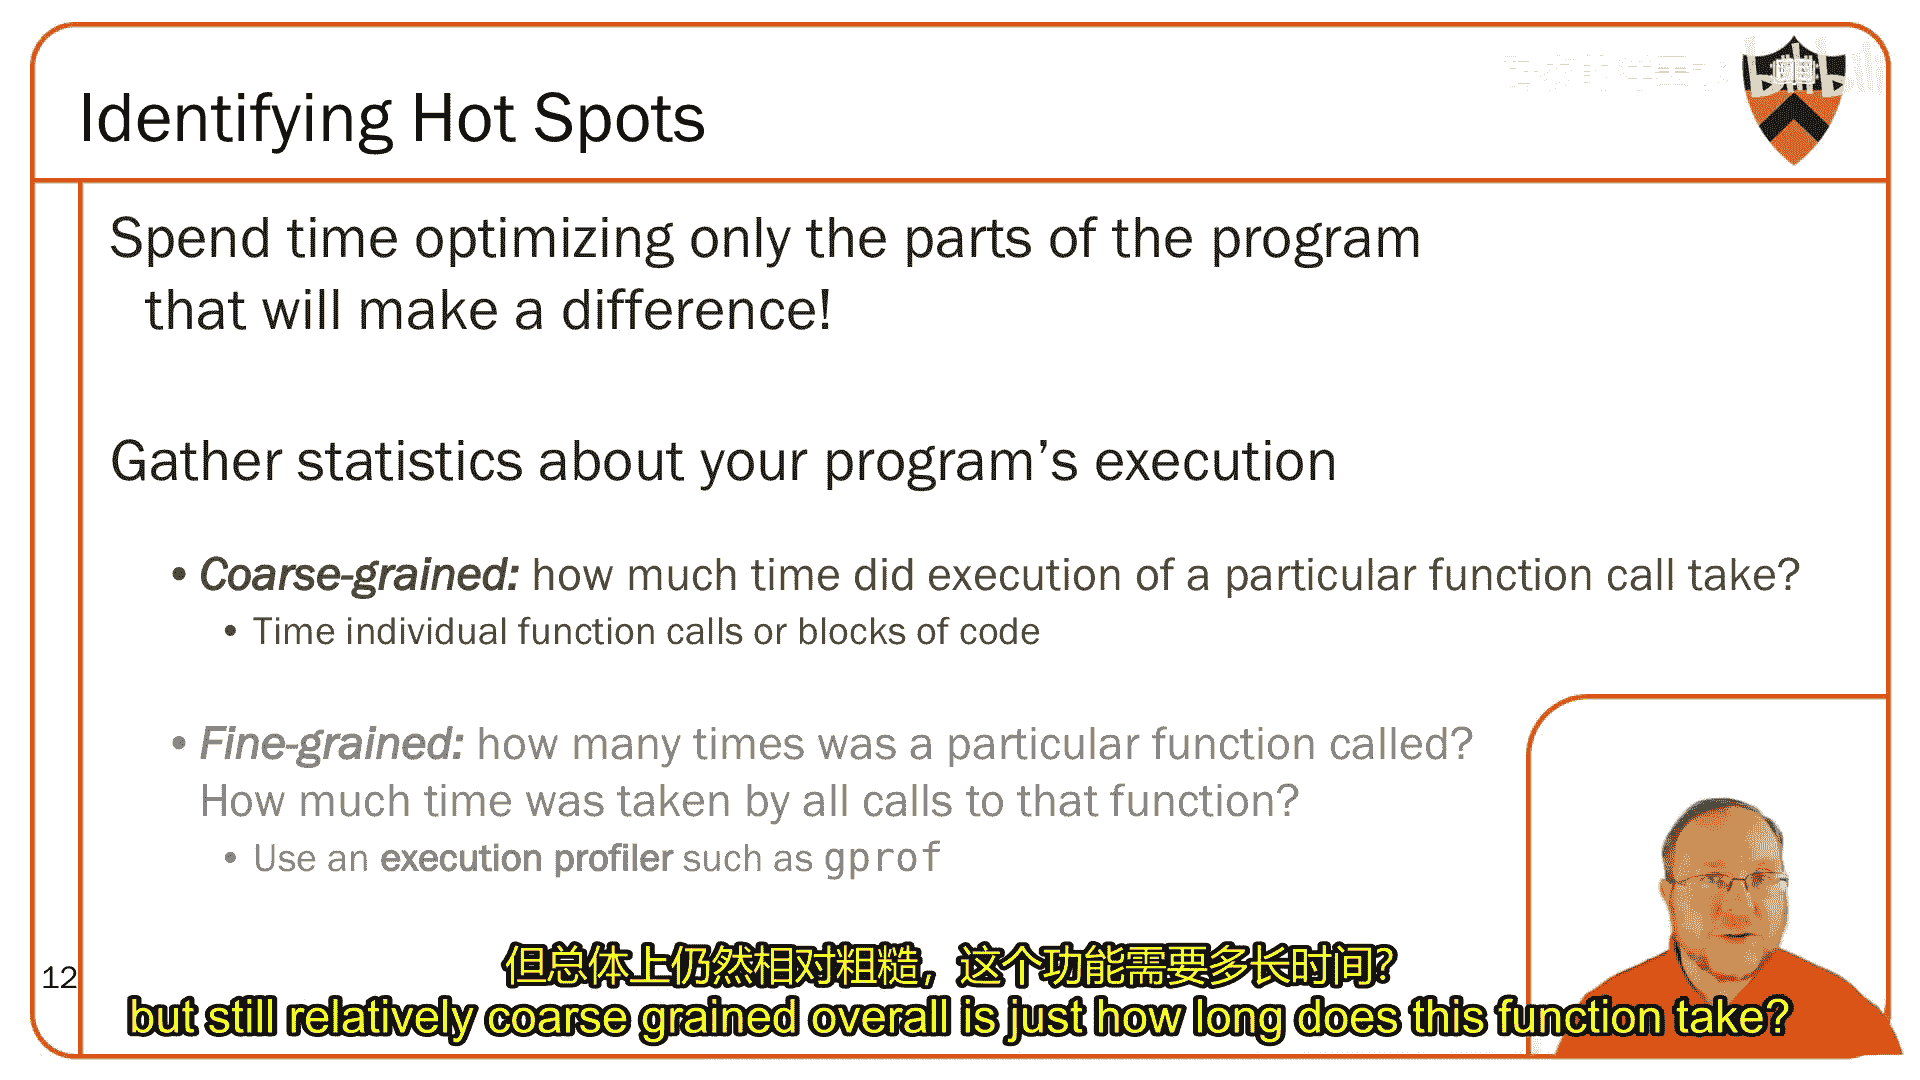 Identifying Hot Spots
Spend time optimizing only the parts of the program
that will make a difference!
Gather statistics about your program’s execution
• Coarse-grained: how much time did execution of a particular function call take?
• Time individual function calls or blocks of code
• Fine-grained: how many times was a particular function called?
How much time was taken by all calls to that function?
• Use an execution profiler such as gprof
12
但总体上仍然相对粗糙，这个功能需要多长时间？
but still relatively coarse grained overall is just how long does this function take?